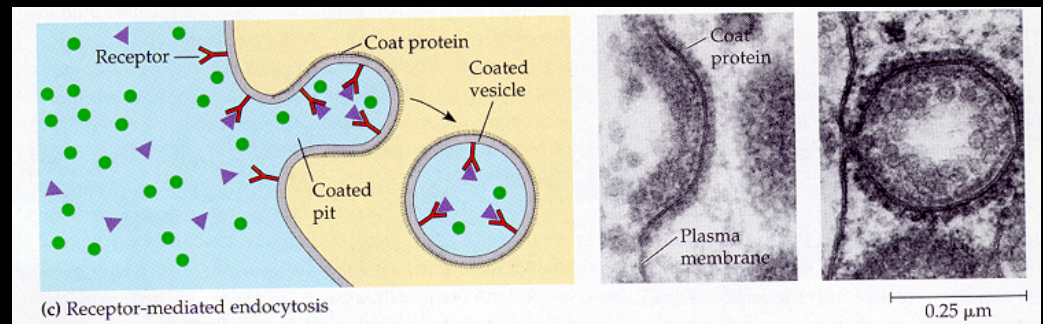 Receptor
Coat protein
Coated
vesicle
Coated
pit
(c) Receptor-mediated endocytosis
Coat
protein
Plasma
membrane
0.25 μm